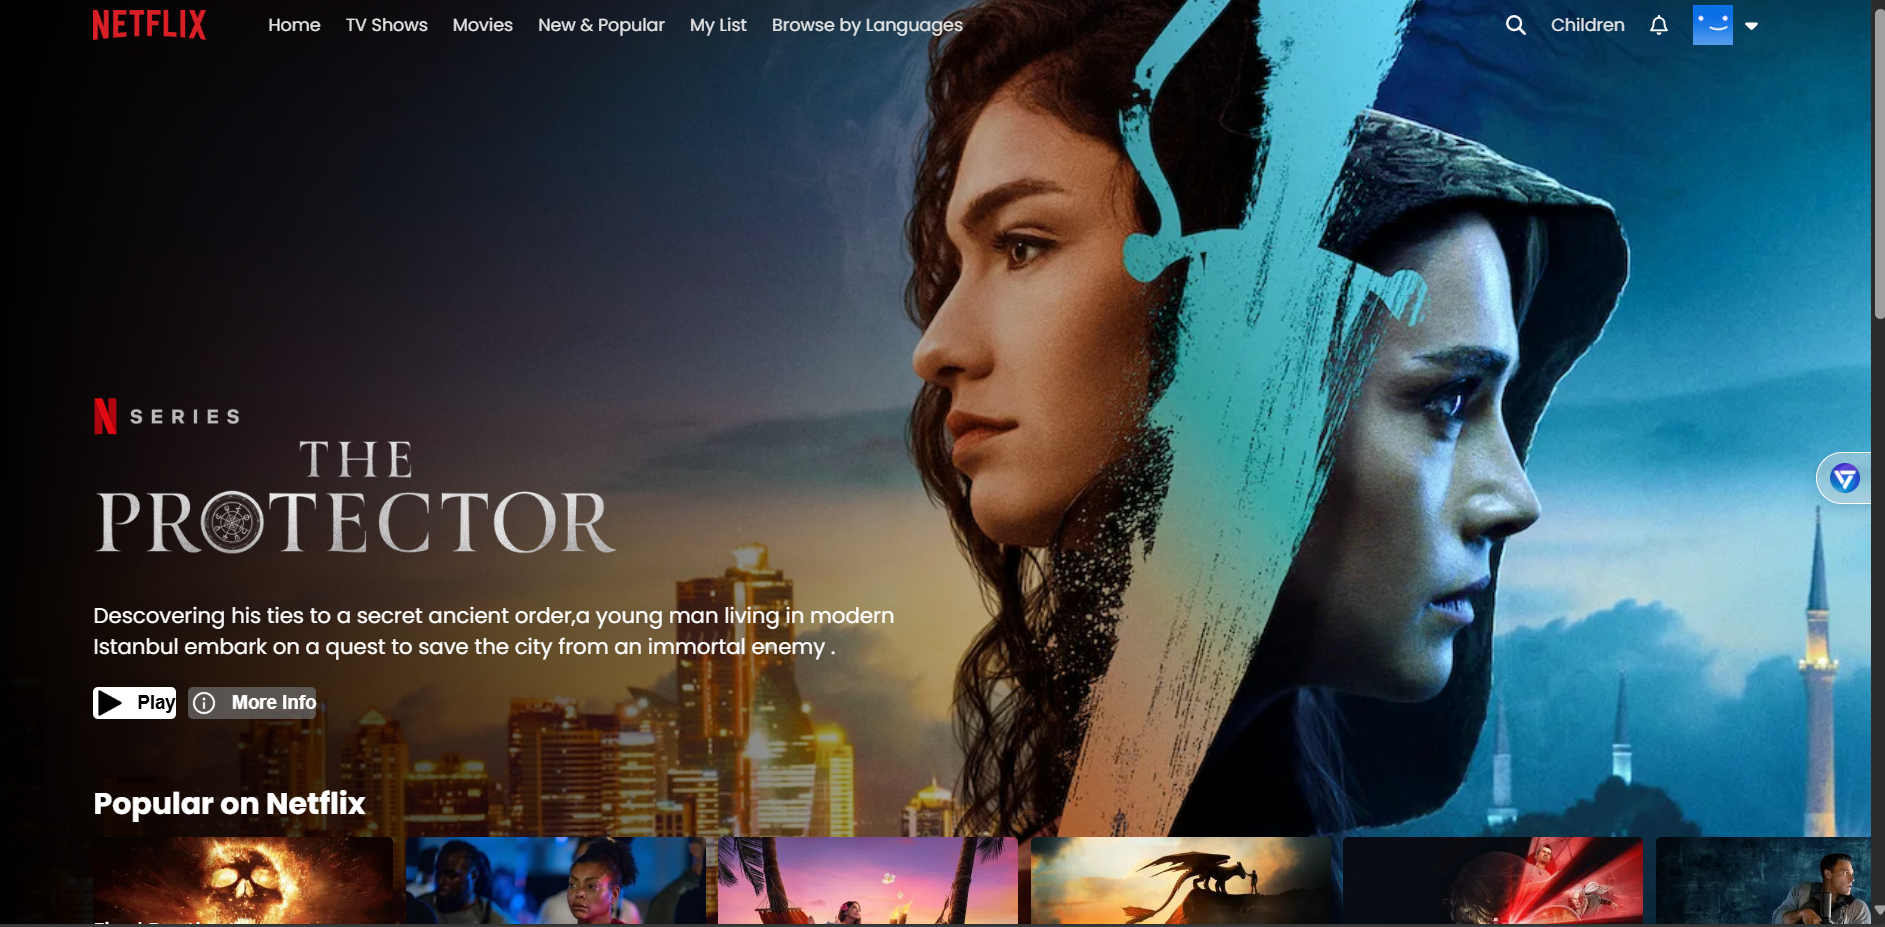 NETFLIX
Home TV Shows Movies New & Popular My List Browse by Languages
Children
N SERIES
THE
PROTECTOR
Descovering his ties to a secret ancient order,a young man living in modern
Istanbul embark on a quest to save the city from an immortal enemy .
Play More Info
Popular on Netflix